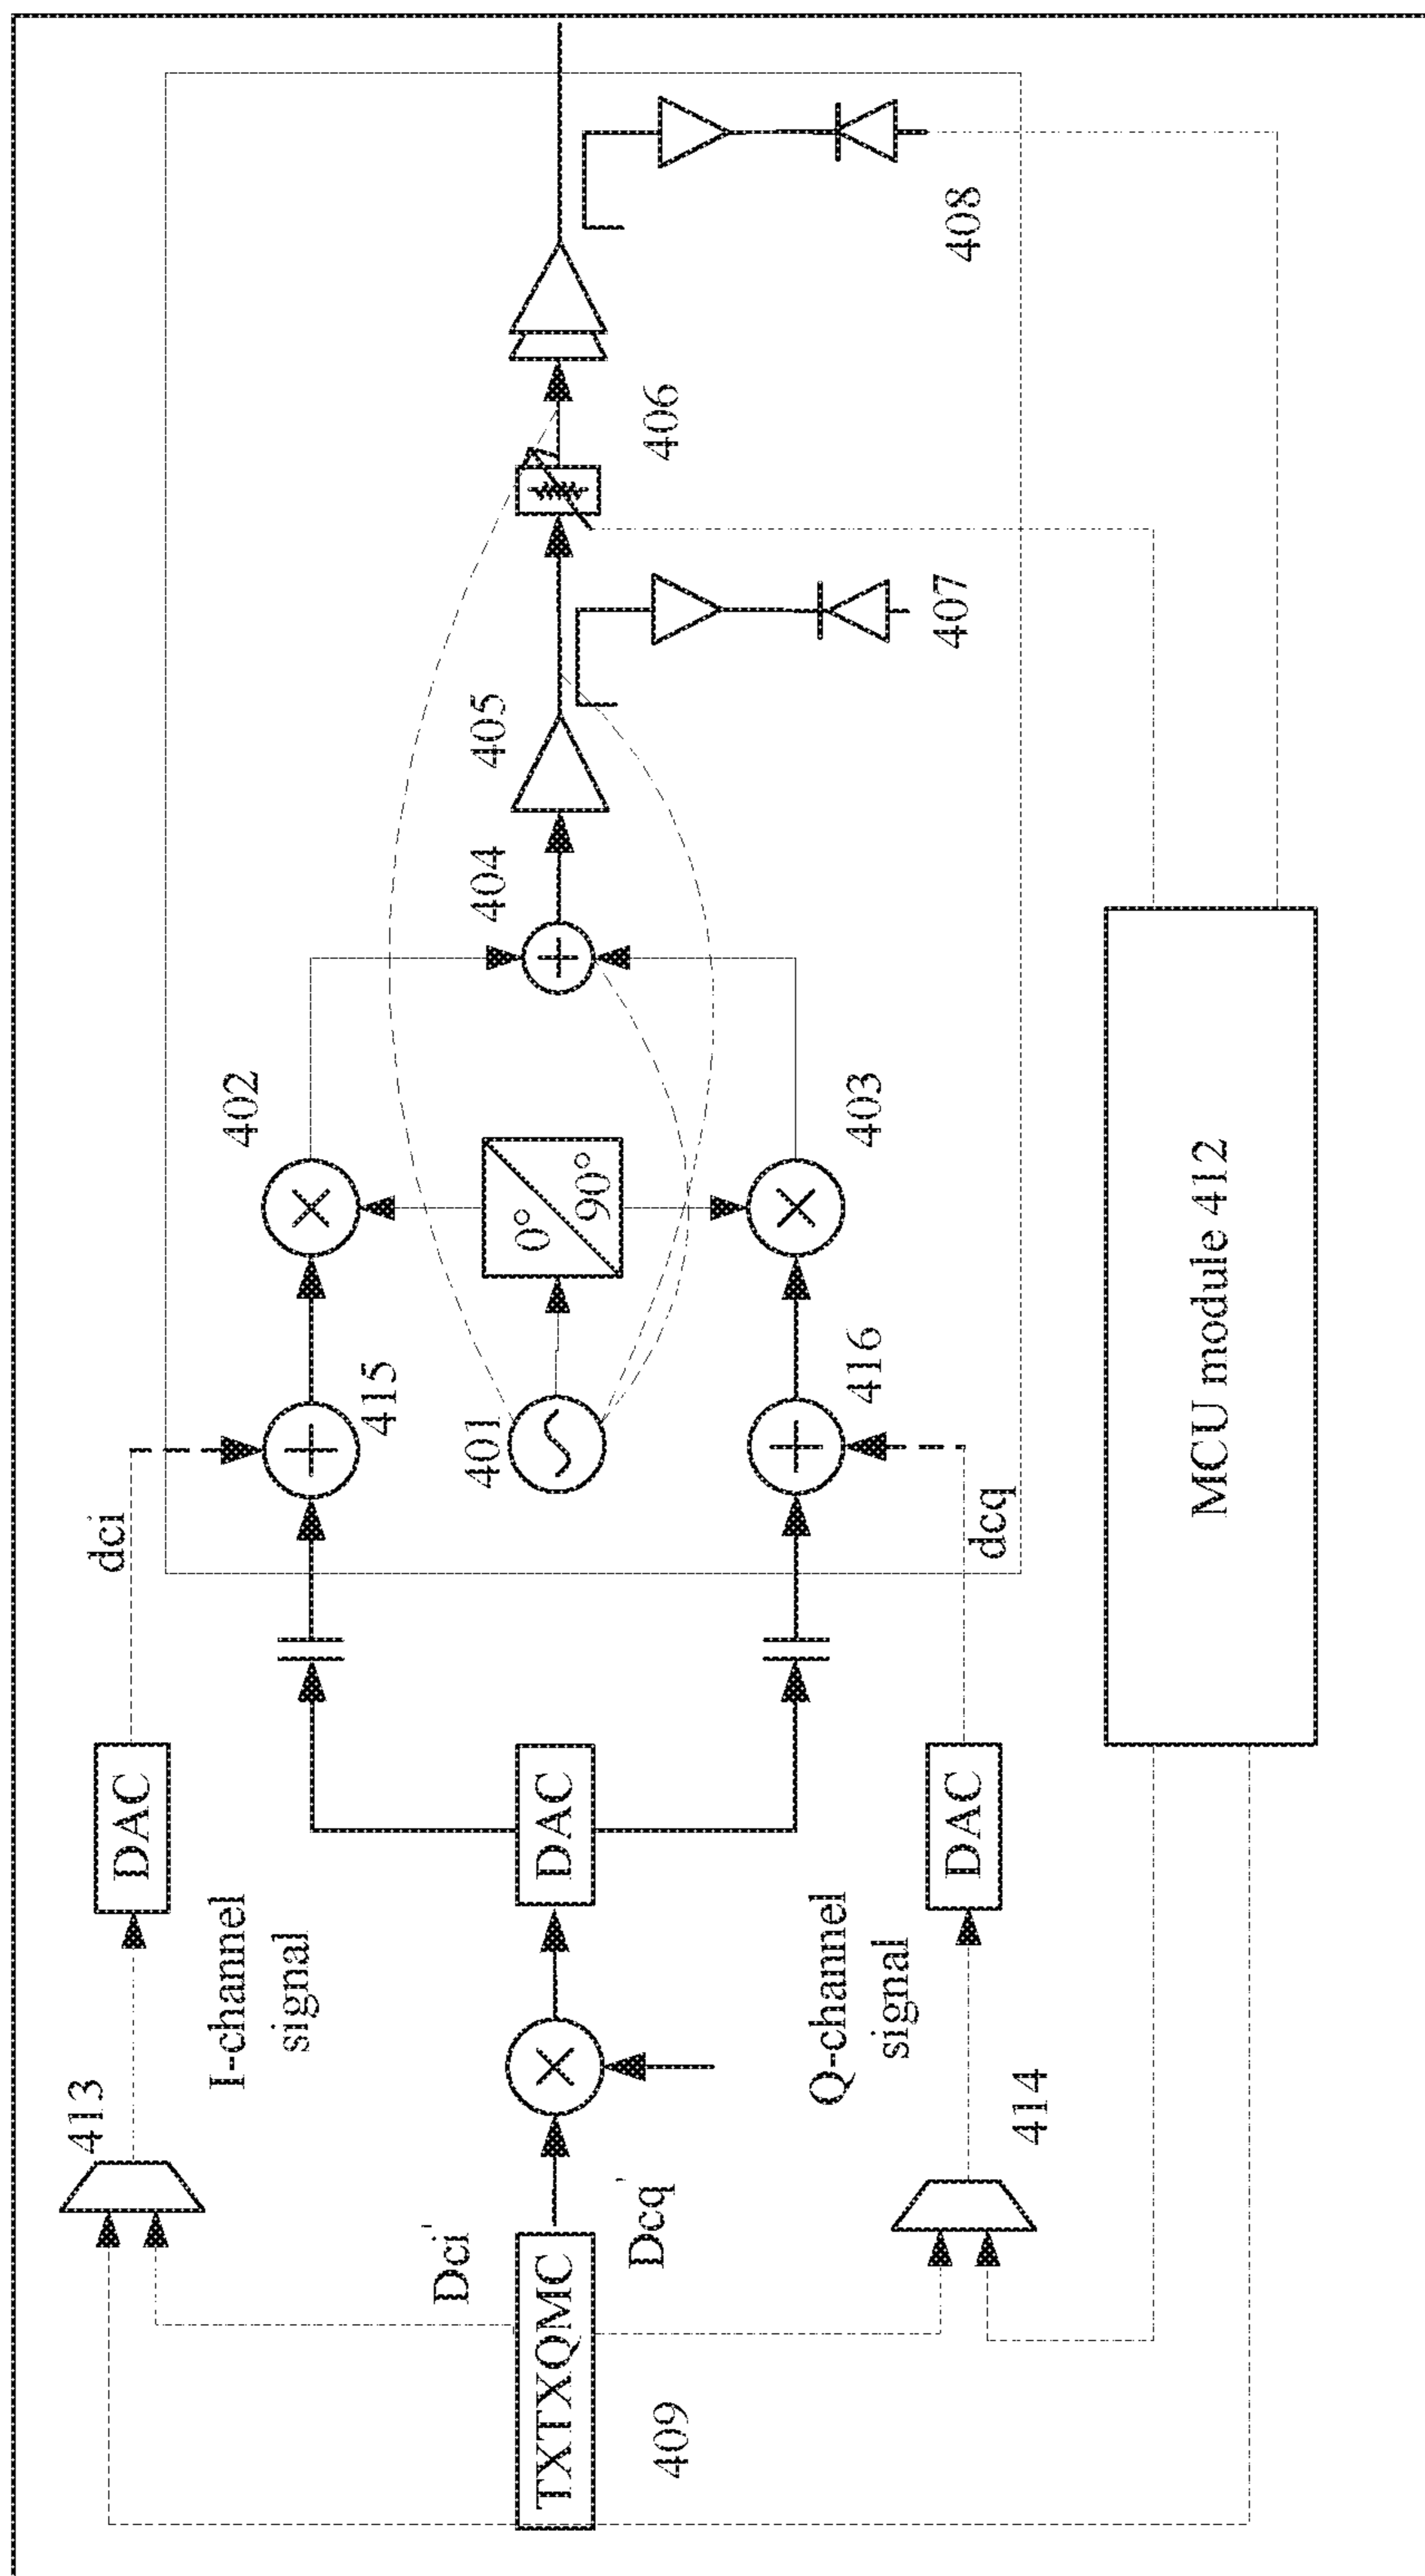 413
DAC
dci
I-channel
signal
415
402
Dci'
TXTXQMC
409
Dcq'
DAC
401
0°
90°
404
405
406
407
408
Q-channel
signal
414
DAC
dcq
416
403
MCU module 412